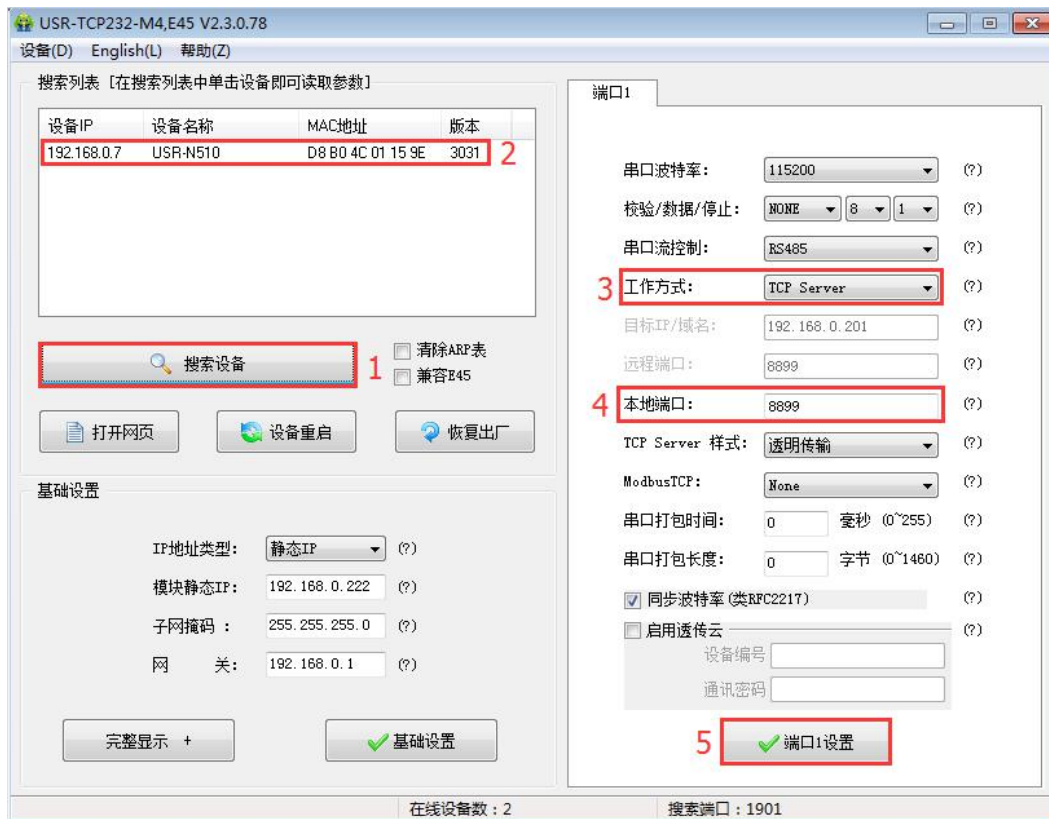 USR-TCP232-M4,E45 V2.3.0.78
设备(D) English(L) 帮助(Z)
搜索列表 [在搜索列表中单击设备即可读取参数]
设备IP 设备名称 MAC地址 版本
192.168.0.7 USR-N510 D8 B0 4C 01 15 9E 3031 2
搜索设备 1
清除ARP表
兼容E45
打开网页 设备重启 恢复出厂
基础设置
IP地址类型: 静态IP (?)
模块静态IP: 192.168.0.222 (?)
子网掩码 : 255.255.255.0 (?)
网 关: 192.168.0.1 (?)
完整显示 + 基础设置
端口1
串口波特率: 115200 (?)
校验/数据/停止: NONE 8 1 (?)
串口流控制: RS485 (?)
3 工作方式: TCP Server (?)
目标IP/域名: 192.168.0.201 (?)
远程端口: 8899 (?)
4 本地端口: 8899 (?)
TCP Server 样式: 透明传输 (?)
ModbusTCP: None (?)
串口打包时间: 0 毫秒 (0~255) (?)
串口打包长度: 0 字节 (0~1460) (?)
同步波特率(类RFC2217) (?)
启用透传云 (?)
设备编号
通讯密码
5 端口1设置
在线设备数：2 搜索端口：1901